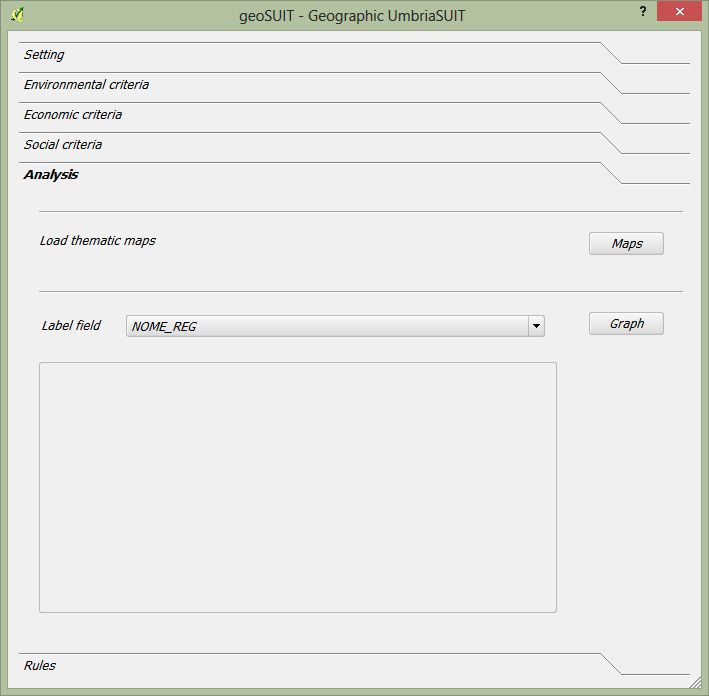 geoSUIT - Geographic UmbriaSUIT ?
Setting
Environmental criteria
Economic criteria
Social criteria
Analysis
Load thematic maps Maps
Label field NOME_REG Graph
Rules